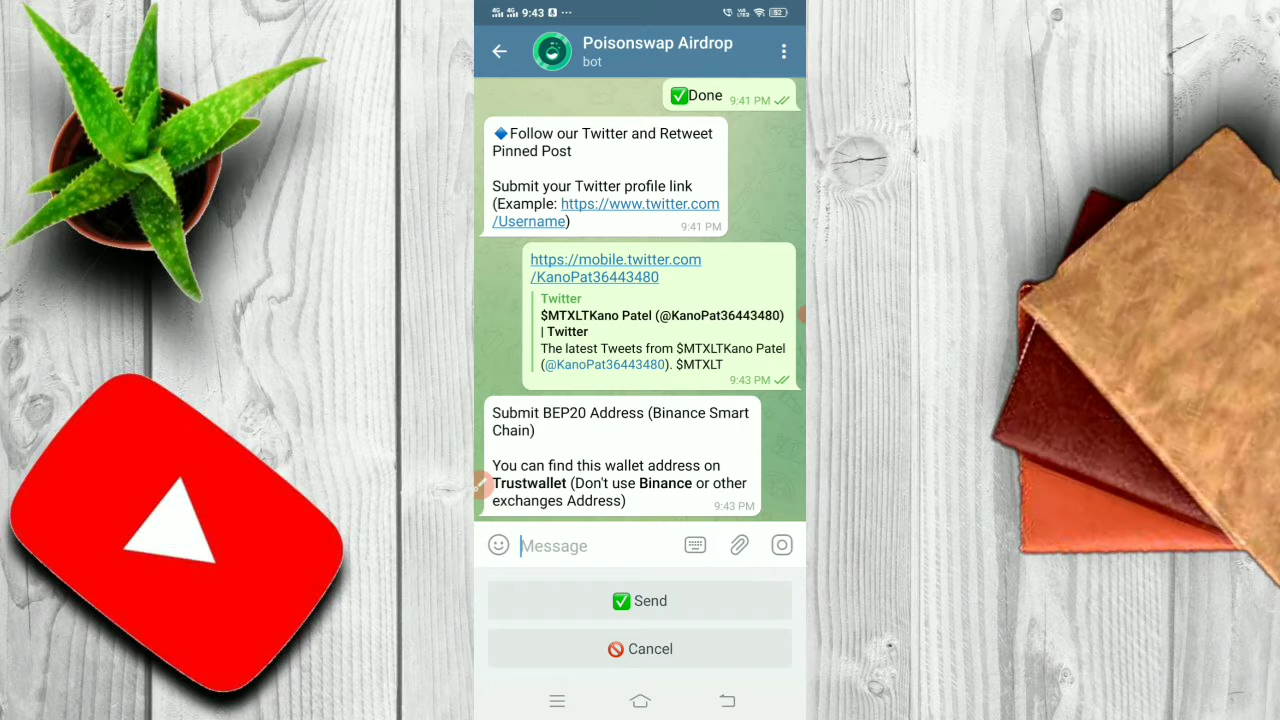 9:43
52
Poisonswap Airdrop
bot
✅Done 9:41 PM
🔹Follow our Twitter and Retweet
Pinned Post
Submit your Twitter profile link
(Example: https://www.twitter.com
/Username) 9:41 PM
https://mobile.twitter.com
/KanoPat36443480
Twitter
$MTXLTKano Patel (@KanoPat36443480)
| Twitter
The latest Tweets from $MTXLTKano Patel
(@KanoPat36443480). $MTXLT
9:43 PM
Submit BEP20 Address (Binance Smart
Chain)
You can find this wallet address on
Trustwallet (Don't use Binance or other
exchanges Address) 9:43 PM
Message
✅ Send
🚫 Cancel